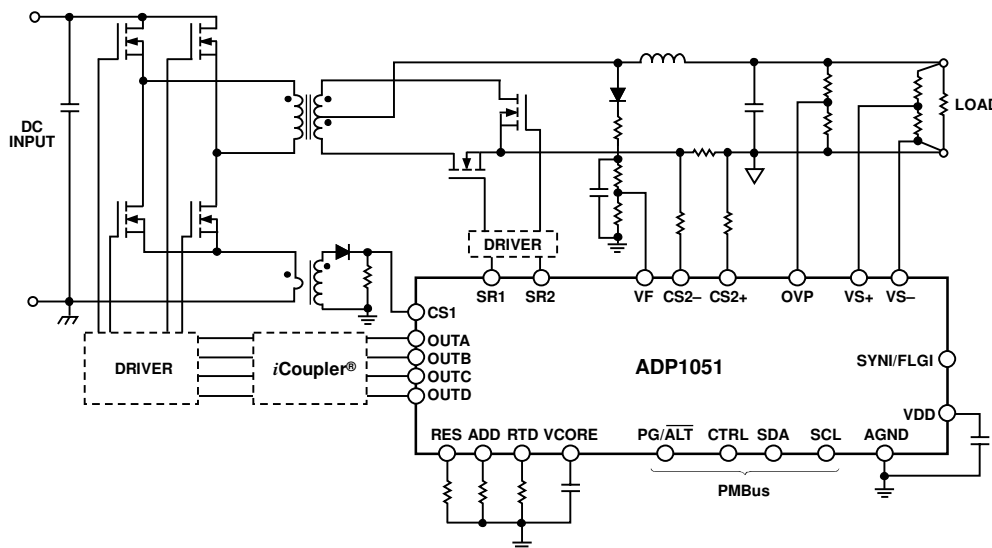 DC
INPUT
LOAD
DRIVER
SR1 SR2 VF CS2– CS2+ OVP VS+ VS–
CS1
OUTA
OUTB
OUTC
OUTD
DRIVER
iCoupler®
ADP1051
SYNI/FLGI
VDD
RES ADD RTD VCORE PG/ALT CTRL SDA SCL AGND
PMBus